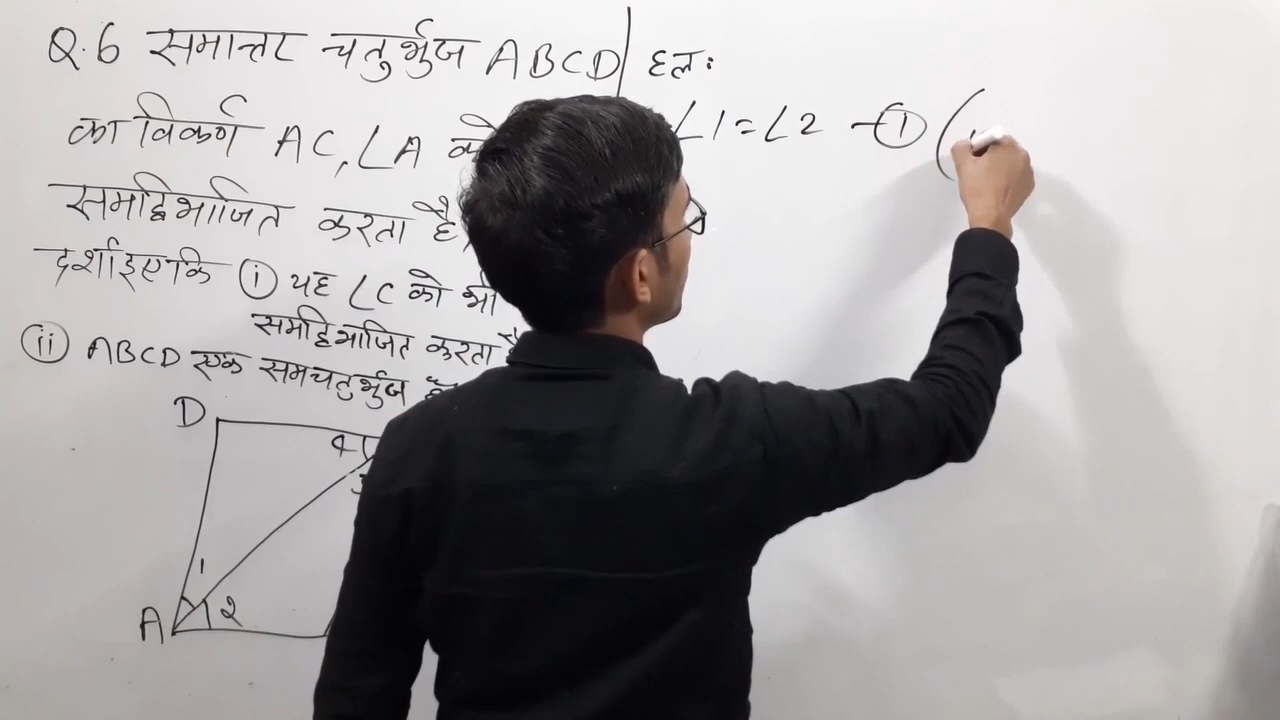 Q.6 समान्तर चतुर्भुज ABCD
का विकर्ण AC, ∠A को
समद्विभाजित करता है,
दर्शाइए कि (i) यह ∠C को भी
समद्विभाजित करता है
(ii) ABCD एक समचतुर्भुज है
D
4
3
1
A 2
हल:
∠1=∠2 -① (